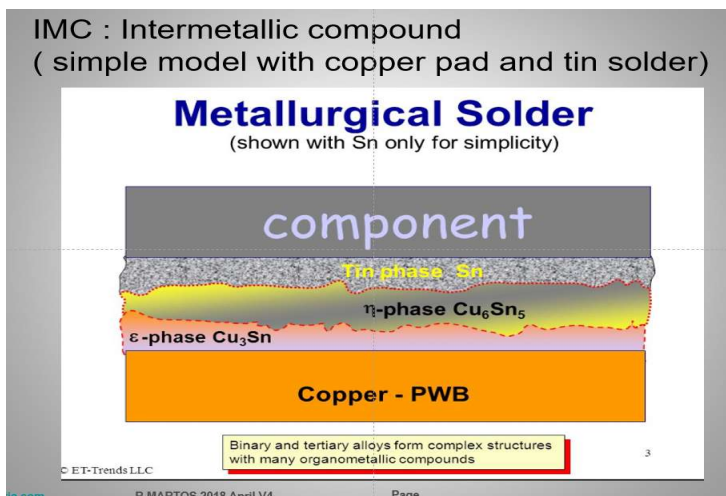 IMC : Intermetallic compound
( simple model with copper pad and tin solder)
Metallurgical Solder
(shown with Sn only for simplicity)
component
Tin phase Sn
η-phase Cu₆Sn₅
ε-phase Cu₃Sn
Copper - PWB
Binary and tertiary alloys form complex structures
with many organometallic compounds
3
© ET-Trends LLC
P MARTOS 2018 April V4
Page